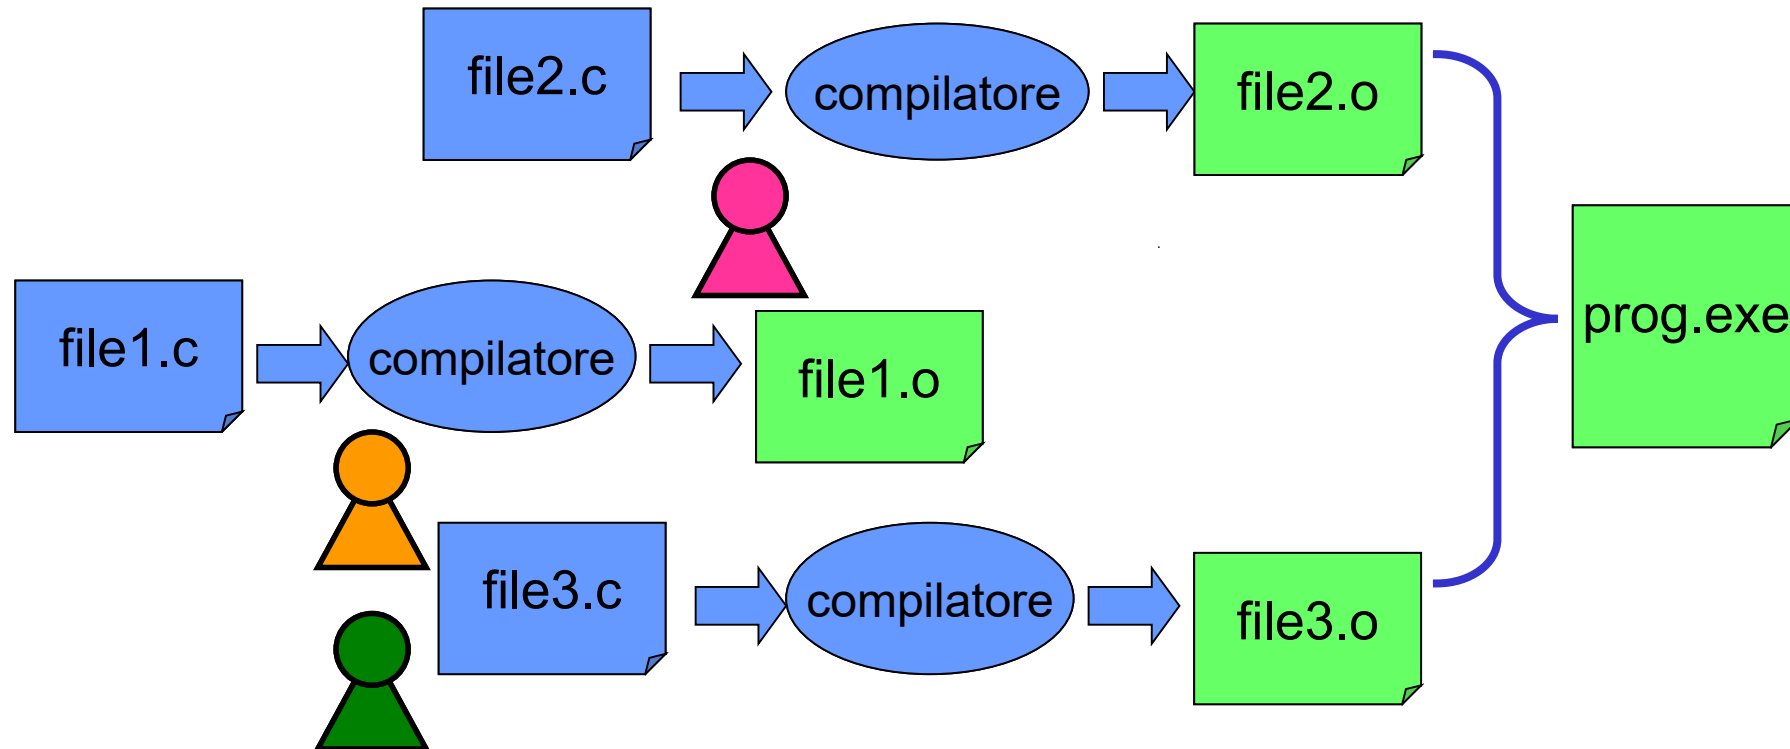 file2.c
compilatore
file2.o
file1.c
compilatore
file1.o
prog.exe
file3.c
compilatore
file3.o